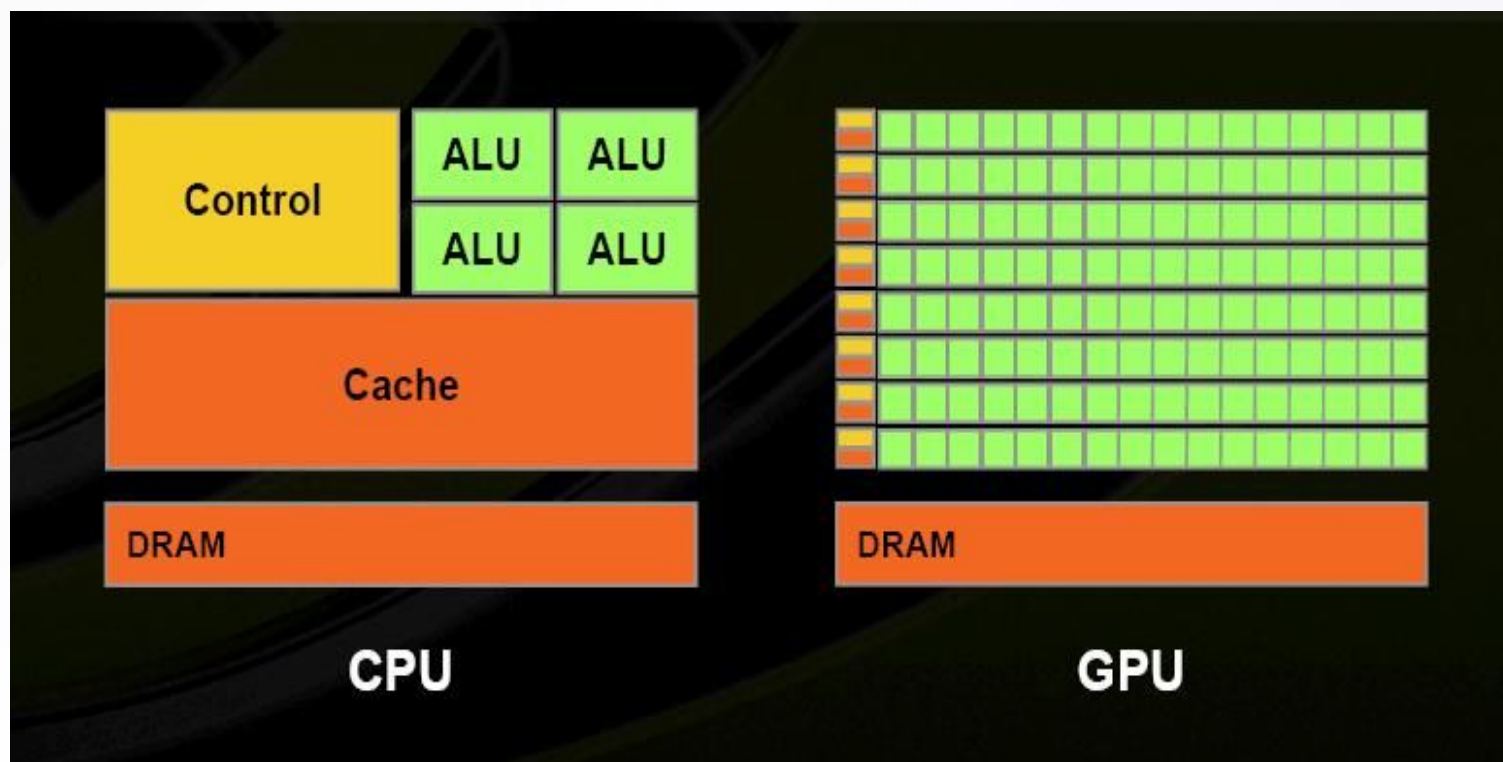 Control
ALU ALU
ALU ALU
Cache
DRAM
CPU
DRAM
GPU